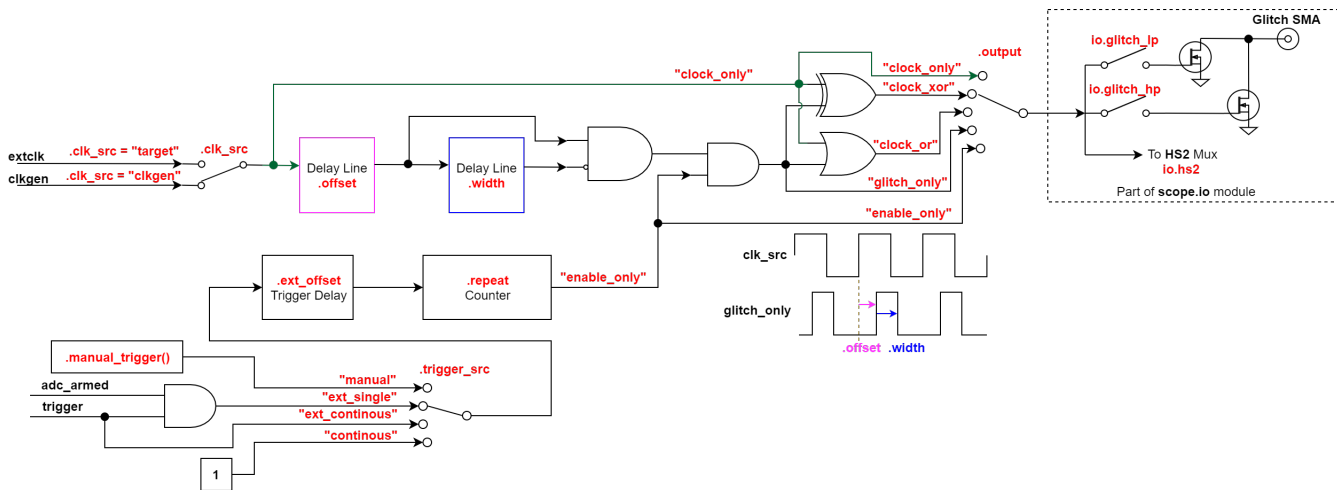 Glitch SMA
io.glitch_lp
.output
"clock_only"
"clock_only"
"clock_xor"
io.glitch_hp
.clk_src = "target"
.clk_src
extclk
Delay Line
.offset
Delay Line
.width
"clock_or"
To HS2 Mux
io.hs2
.clk_src = "clkgen"
clkgen
"glitch_only"
Part of scope.io module
"enable_only"
clk_src
.ext_offset
Trigger Delay
.repeat
Counter
"enable_only"
glitch_only
.offset
.width
.manual_trigger()
.trigger_src
adc_armed
"manual"
"ext_single"
trigger
"ext_continous"
"continous"
1